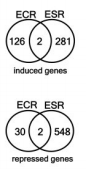 ECR ESR
126 2 281
induced genes
ECR ESR
30 2 548
repressed genes